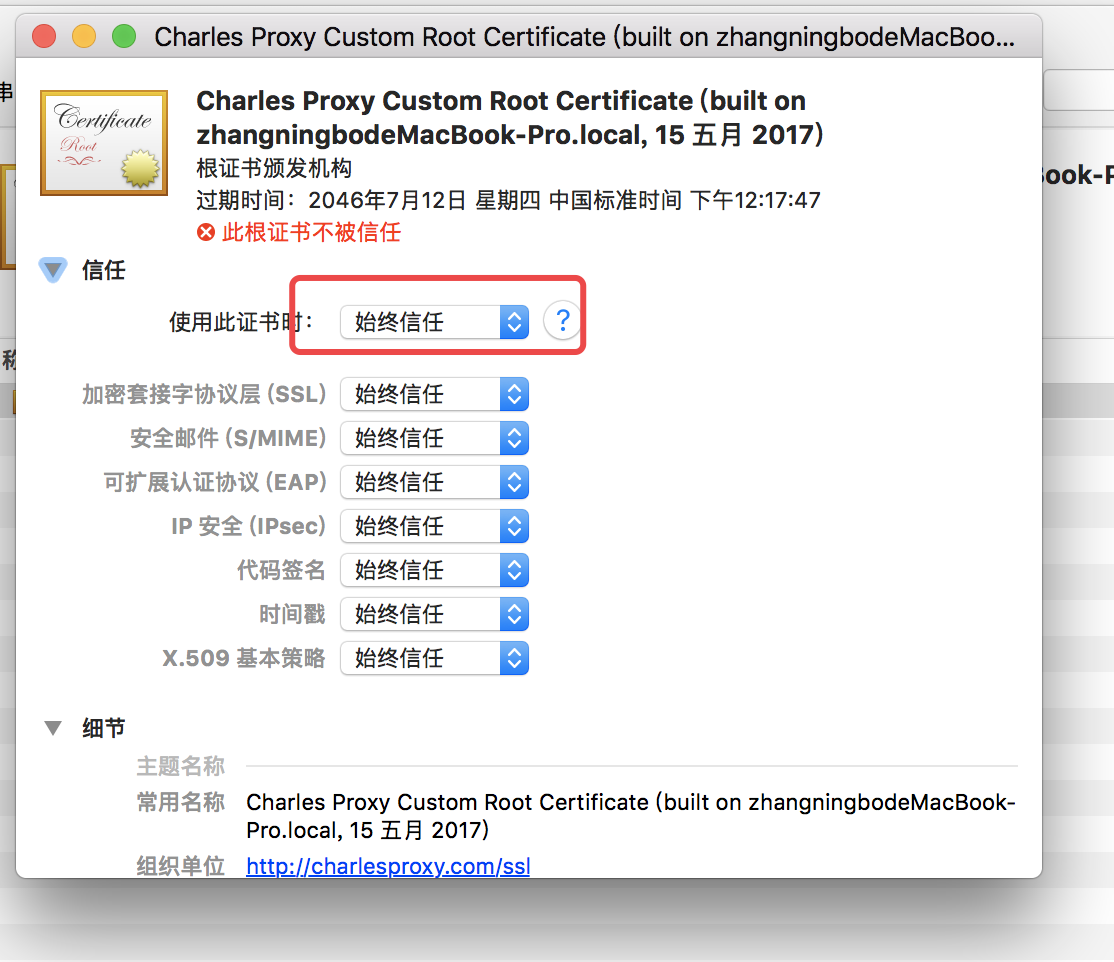 Charles Proxy Custom Root Certificate (built on zhangningbodeMacBoo...
串
Certificate
Root
Charles Proxy Custom Root Certificate (built on
zhangningbodeMacBook-Pro.local, 15 五月 2017)
根证书颁发机构
过期时间：2046年7月12日 星期四 中国标准时间 下午12:17:47
此根证书不被信任
ook-P
信任
使用此证书时： 始终信任 ?
称
加密套接字协议层 (SSL) 始终信任
安全邮件 (S/MIME) 始终信任
可扩展认证协议 (EAP) 始终信任
IP 安全 (IPsec) 始终信任
代码签名 始终信任
时间戳 始终信任
X.509 基本策略 始终信任
细节
主题名称
常用名称 Charles Proxy Custom Root Certificate (built on zhangningbodeMacBook-
Pro.local, 15 五月 2017)
组织单位 http://charlesproxy.com/ssl